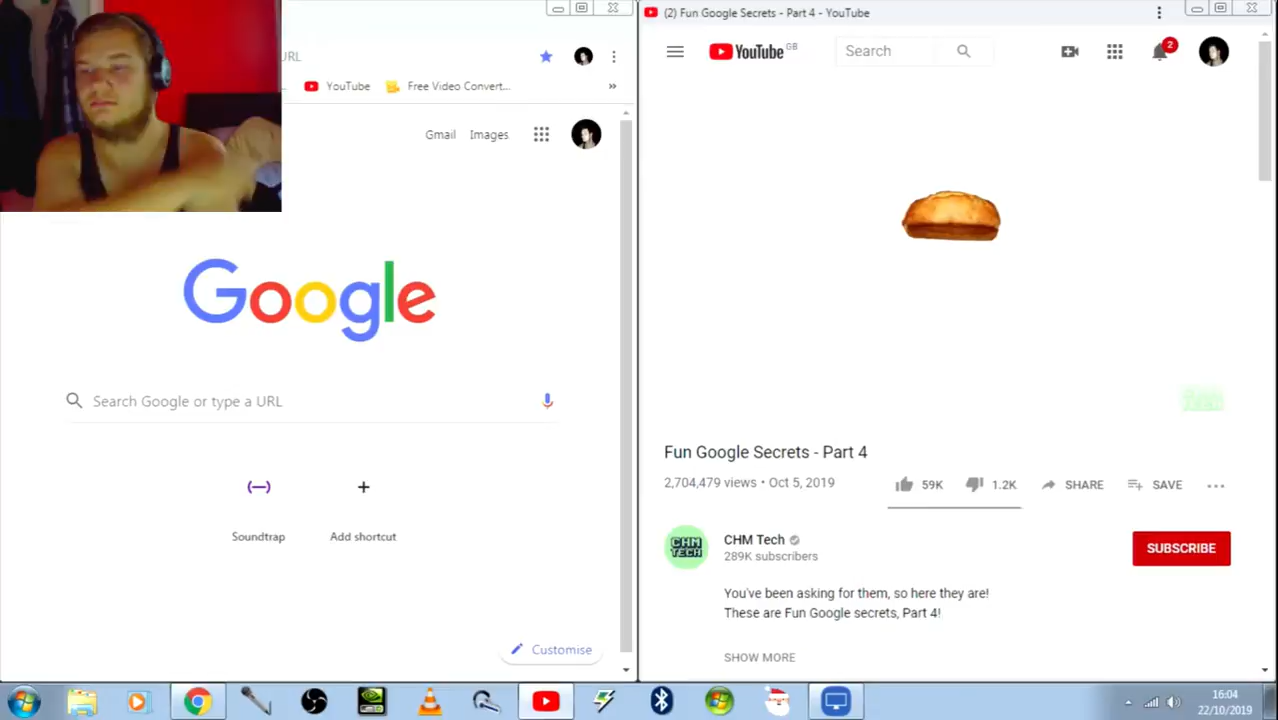 (2) Fun Google Secrets - Part 4 - YouTube
URL
YouTube GB
Search
2
YouTube
Free Video Convert...
»
Gmail Images
Google
Search Google or type a URL
Soundtrap
Add shortcut
Customise
Fun Google Secrets - Part 4
2,704,479 views • Oct 5, 2019
59K
1.2K
SHARE
SAVE
CHM TECH
CHM Tech
289K subscribers
SUBSCRIBE
You've been asking for them, so here they are!
These are Fun Google secrets, Part 4!
SHOW MORE
16:04
22/10/2019